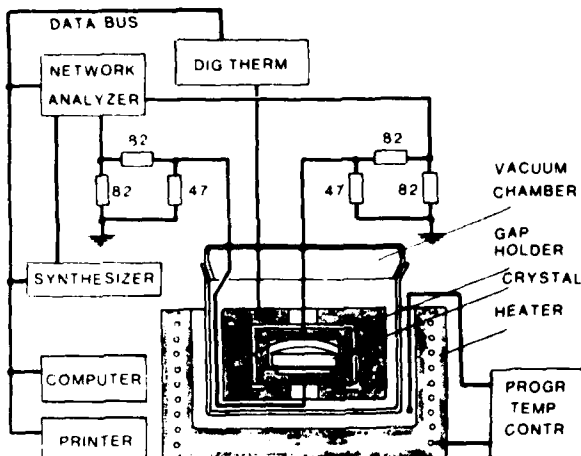 DATA BUS
NETWORK
ANALYZER
DIG THERM
82
82
47
82
47
82
VACUUM
CHAMBER
GAP
HOLDER
CRYSTAL
HEATER
SYNTHESIZER
COMPUTER
PRINTER
PROGR
TEMP
CONTR